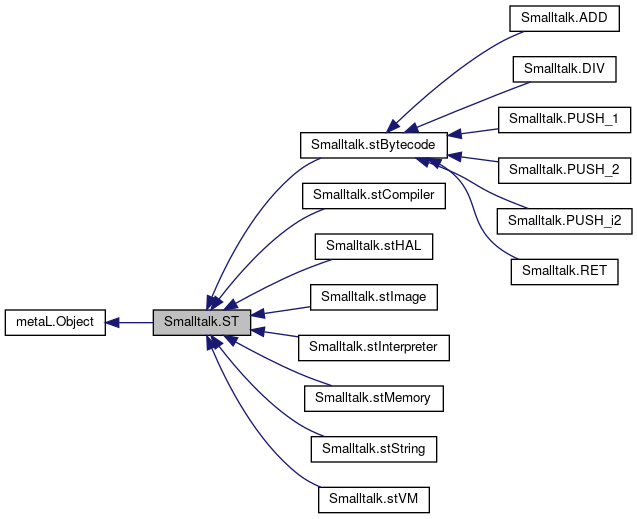 Smalltalk.ADD
Smalltalk.DIV
Smalltalk.PUSH_1
Smalltalk.stBytecode
Smalltalk.PUSH_2
Smalltalk.stCompiler
Smalltalk.PUSH_i2
Smalltalk.stHAL
Smalltalk.RET
Smalltalk.stImage
metaL.Object
Smalltalk.ST
Smalltalk.stInterpreter
Smalltalk.stMemory
Smalltalk.stString
Smalltalk.stVM